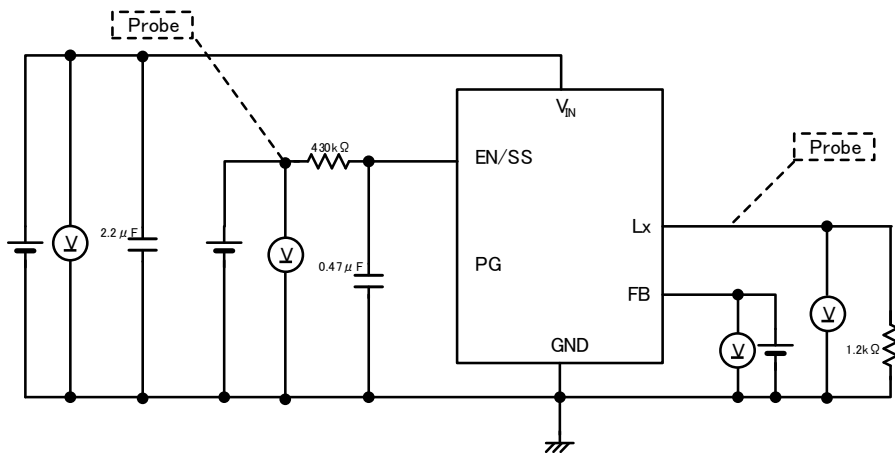 Probe
V_IN
430kΩ
EN/SS
Probe
Lx
2.2μF
V
V
0.47μF
PG
FB
V
V
1.2kΩ
GND